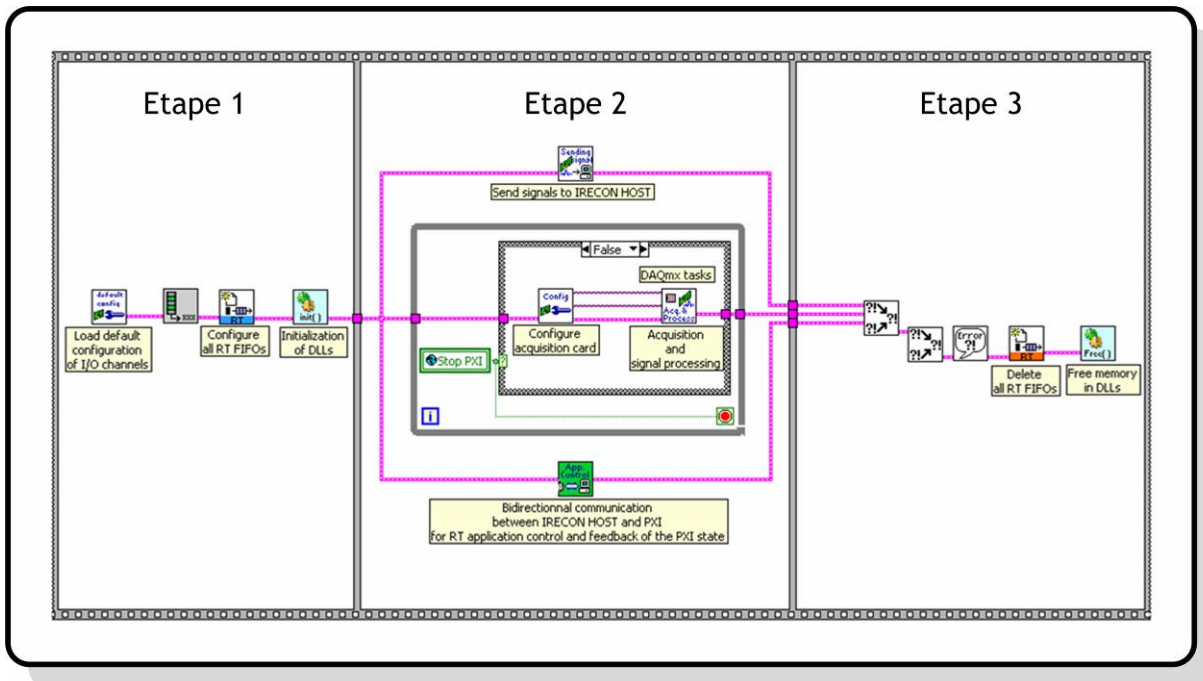 Etape 1
Etape 2
Etape 3
Sending
signal
Send signals to IRECON HOST
False
DAQmx tasks
default
config
Load default
configuration
of I/O channels
RT
Configure
all RT FIFOs
init()
Initialization
of DLLs
Config
Configure
acquisition card
Acq.&
Process
Acquisition
and
signal processing
Stop PXI
?
i
?!
?!
?!
?!
?!
?!
Error
?!
RT
Delete
all RT FIFOs
Free()
Free memory
in DLLs
App.
Control
Bidirectionnal communication
between IRECON HOST and PXI
for RT application control and feedback of the PXI state